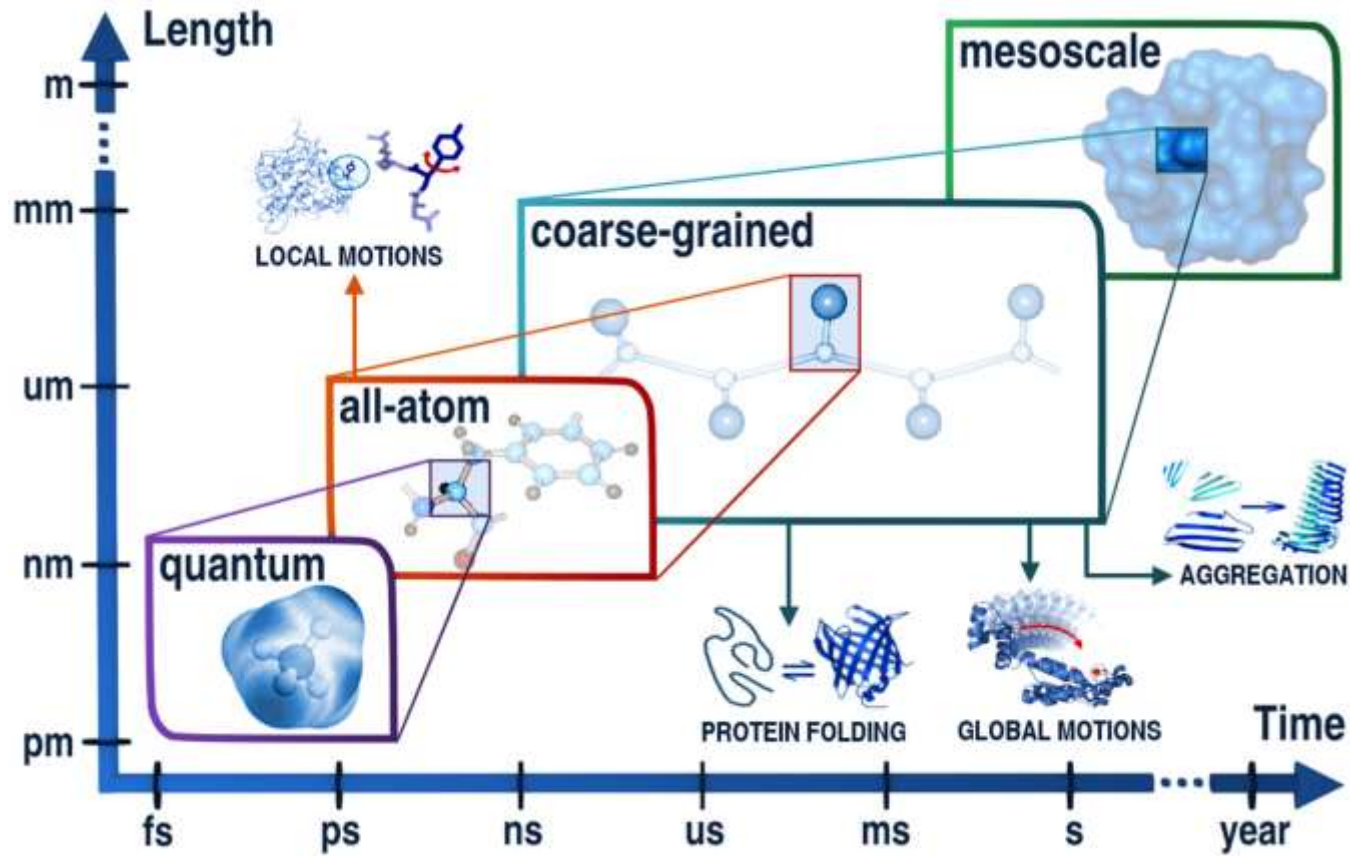 Length
mesoscale
m
mm
LOCAL MOTIONS
coarse-grained
um
all-atom
nm
quantum
AGGREGATION
PROTEIN FOLDING
GLOBAL MOTIONS
pm
Time
fs ps ns us ms s year